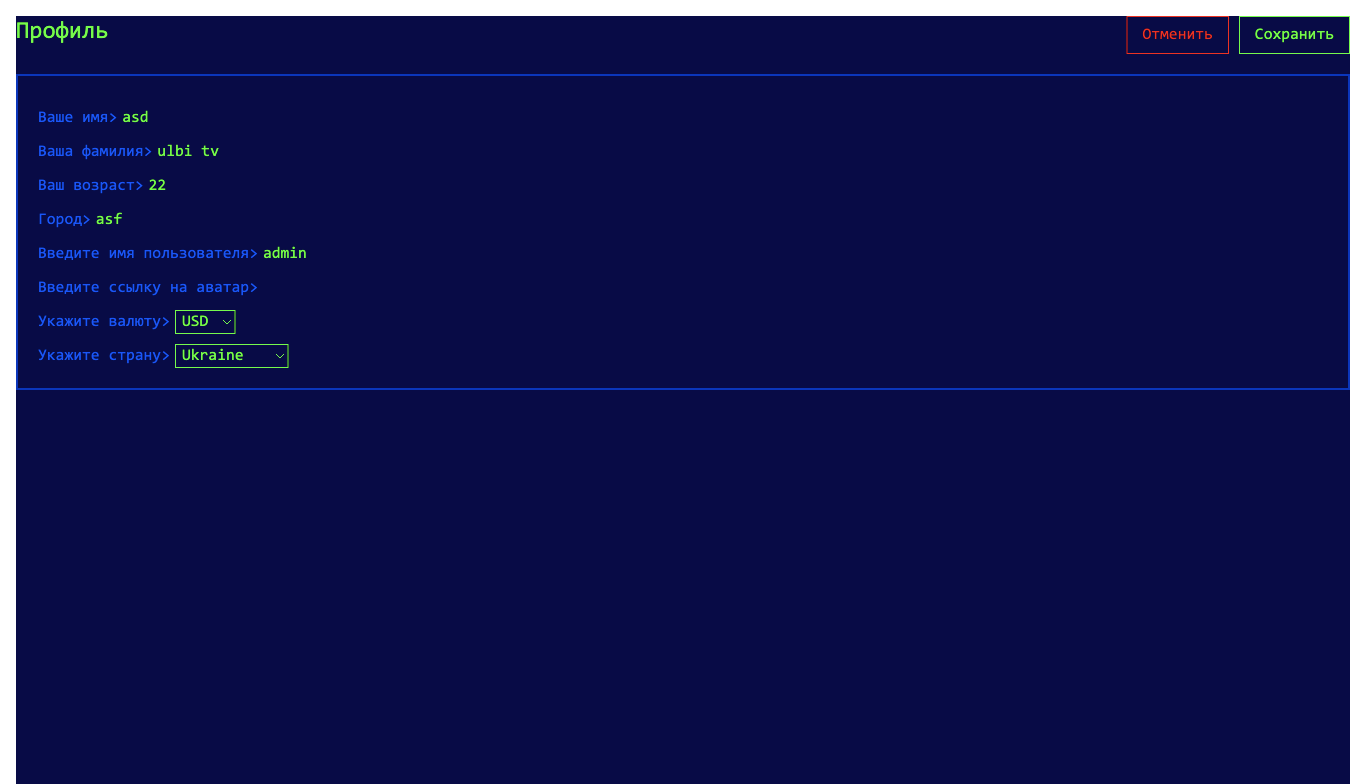 Профиль
Отменить
Сохранить
Ваше имя> asd
Ваша фамилия> ulbi tv
Ваш возраст> 22
Город> asf
Введите имя пользователя> admin
Введите ссылку на аватар>
Укажите валюту> USD
Укажите страну> Ukraine